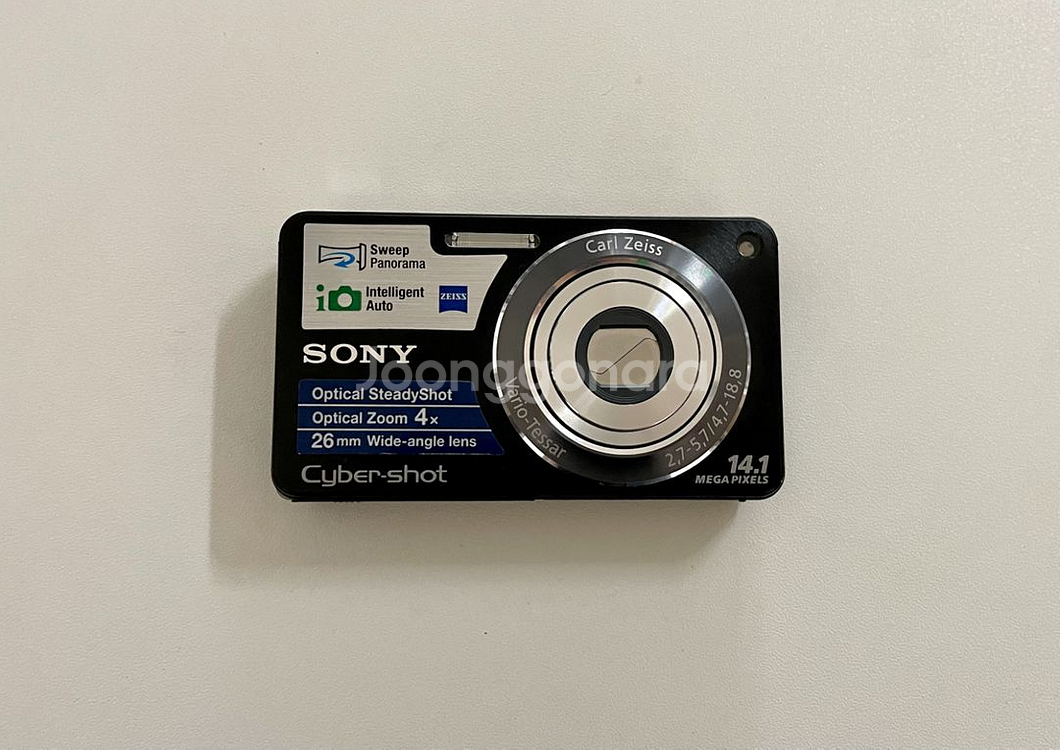 Sweep
Panorama
i
Intelligent
Auto
ZEISS
SONY
Optical SteadyShot
Optical Zoom 4x
26mm Wide-angle lens
Cyber-shot
Carl Zeiss
Vario-Tessar
2,7-5,7/4,7-18,8
14.1
MEGA PIXELS
Joonggonara